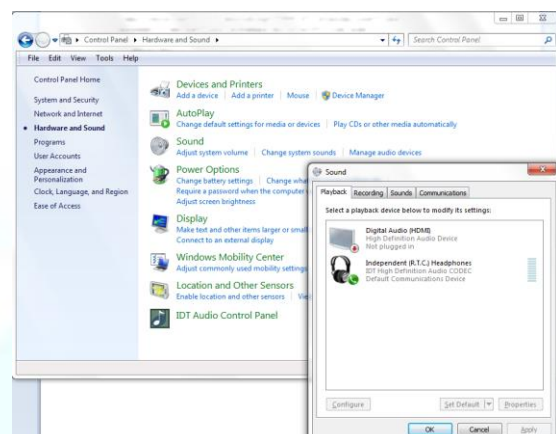 Control Panel ▸ Hardware and Sound ▸
Search Control Panel
File Edit View Tools Help
Control Panel Home
System and Security
Network and Internet
Hardware and Sound
Programs
User Accounts
Appearance and
Personalization
Clock, Language, and Region
Ease of Access
Devices and Printers
Add a device | Add a printer | Mouse | Device Manager
AutoPlay
Change default settings for media or devices | Play CDs or other media automatically
Sound
Adjust system volume | Change system sounds | Manage audio devices
Power Options
Change battery settings | Change what
Require a password when the computer
Adjust screen brightness
Display
Make text and other items larger or small
Connect to an external display
Windows Mobility Center
Adjust commonly used mobility settings
Location and Other Sensors
Enable location and other sensors |
IDT Audio Control Panel
Sound
Playback Recording Sounds Communications
Select a playback device below to modify its settings:
Digital Audio (HDMI)
High Definition Audio Device
Not plugged in
Independent (R.T.C.) Headphones
IDT High Definition Audio CODEC
Default Communications Device
Configure Set Default Properties
OK Cancel Apply